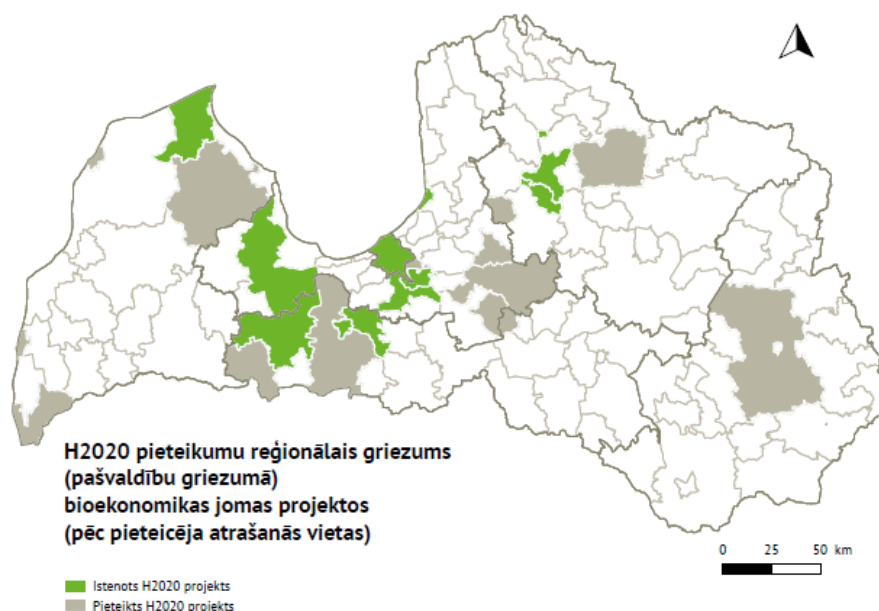 H2020 pieteikumu reģionālais griezums
(pašvaldību griezumā)
bioekonomikas jomas projektos
(pēc pieteicēja atrašanās vietas)
0 25 50 km
Istenots H2020 projekts
Pieteikts H2020 projekts